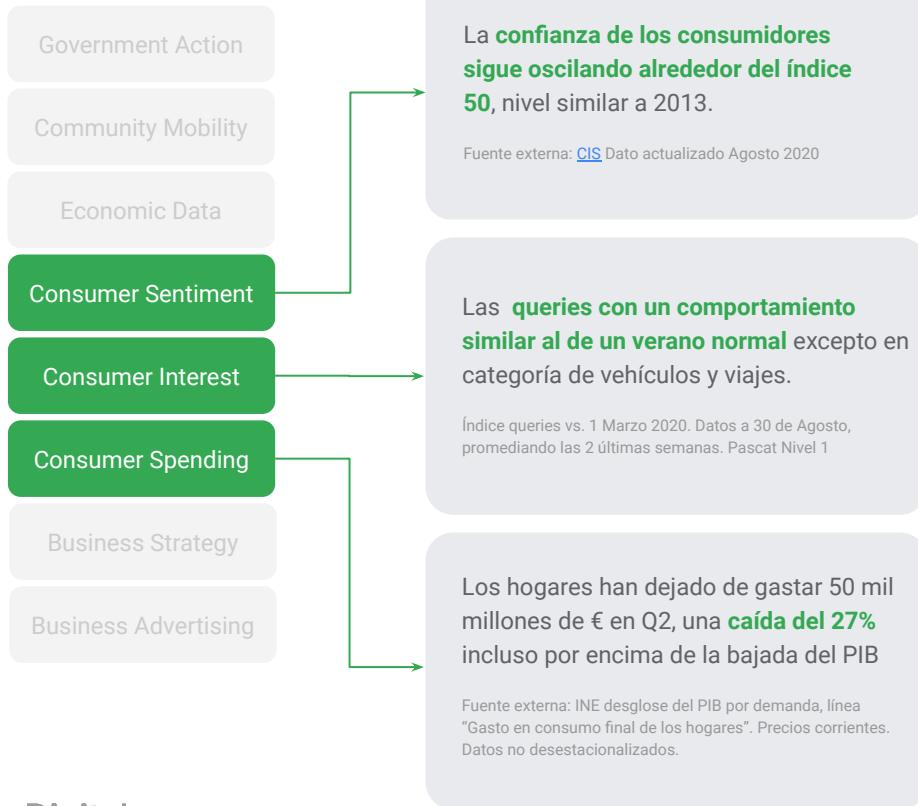 Government Action
Community Mobility
Economic Data
Consumer Sentiment
Consumer Interest
Consumer Spending
Business Strategy
Business Advertising
La confianza de los consumidores
sigue oscilando alrededor del índice
50, nivel similar a 2013.
Fuente externa: CIS Dato actualizado Agosto 2020
Las queries con un comportamiento
similar al de un verano normal excepto en
categoría de vehículos y viajes.
Índice queries vs. 1 Marzo 2020. Datos a 30 de Agosto,
promediando las 2 últimas semanas. Pascat Nivel 1
Los hogares han dejado de gastar 50 mil
millones de € en Q2, una caída del 27%
incluso por encima de la bajada del PIB
Fuente externa: INE desglose del PIB por demanda, línea
“Gasto en consumo final de los hogares”. Precios corrientes.
Datos no desestacionalizados.